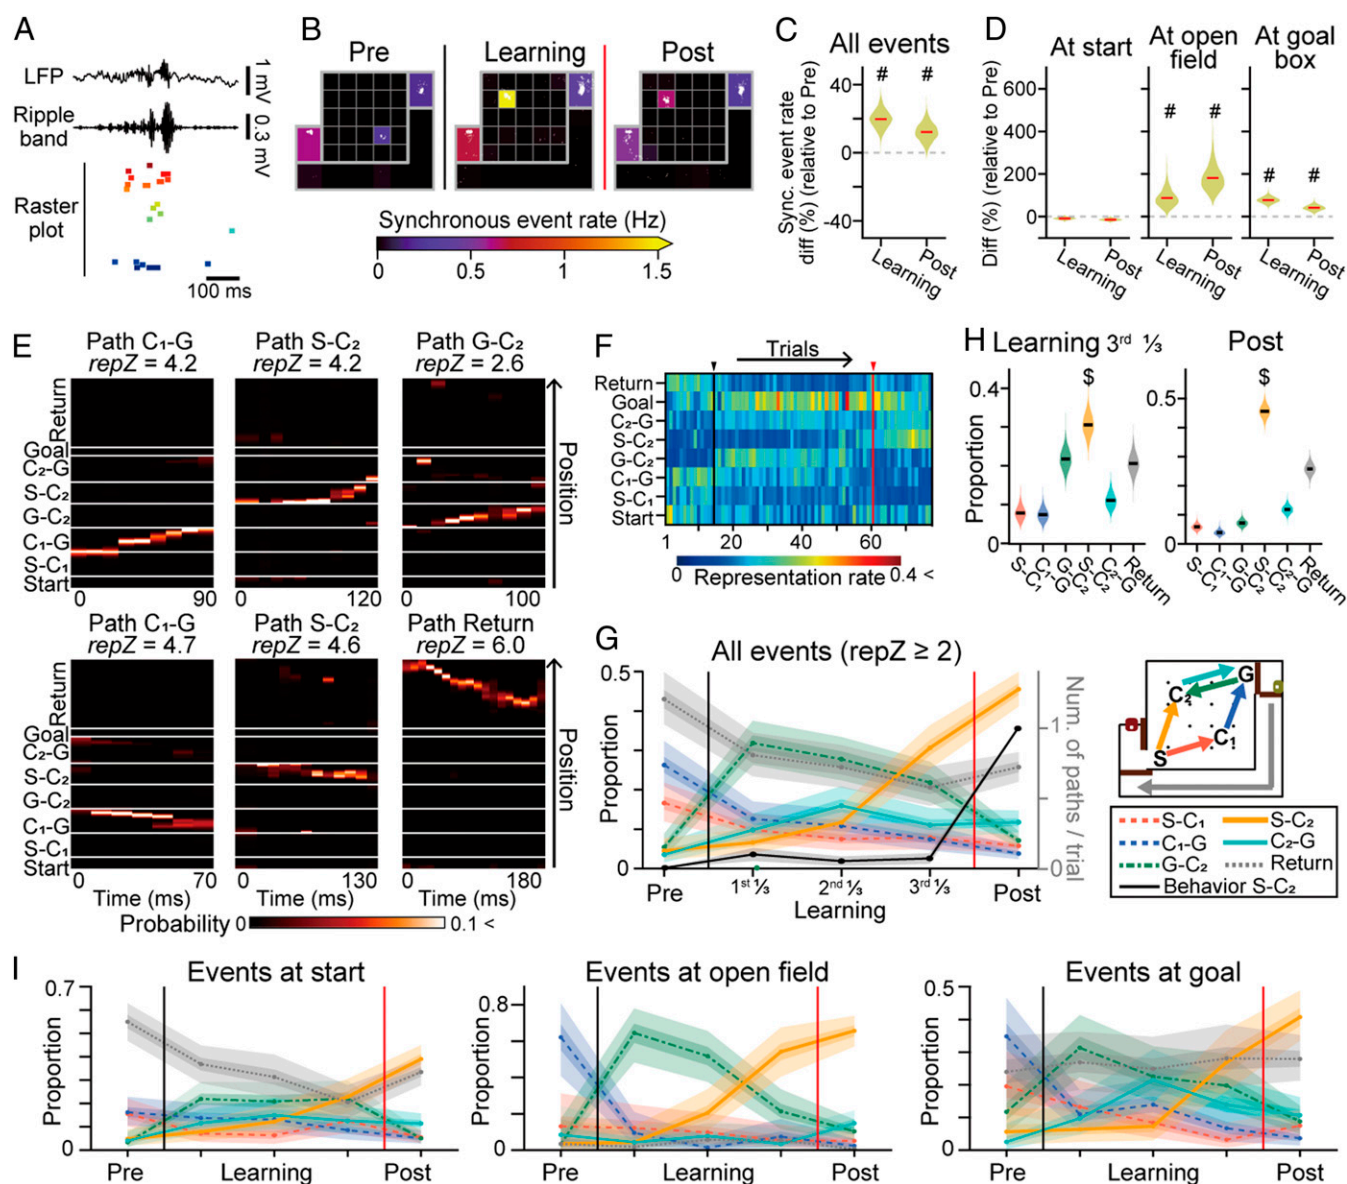 A
LFP
1 mV
Ripple
band
0.3 mV
Raster
plot
100 ms
B
Pre
Learning
Post
Synchronous event rate (Hz)
0
0.5
1
1.5
C
All events
Sync. event rate
diff (%) (relative to Pre)
40
20
0
-40
#
#
Learning
Post
D
At start
At open
field
At goal
box
Diff (%) (relative to Pre)
600
400
200
0
#
#
#
#
Learning
Post
Learning
Post
Learning
Post
E
Path C₁-G
repZ = 4.2
Path S-C₂
repZ = 4.2
Path G-C₂
repZ = 2.6
Return
Goal
C₂-G
S-C₂
G-C₂
C₁-G
S-C₁
Start
0 90
0 120
0 100
Position
Path C₁-G
repZ = 4.7
Path S-C₂
repZ = 4.6
Path Return
repZ = 6.0
Return
Goal
C₂-G
S-C₂
G-C₂
C₁-G
S-C₁
Start
0 70
0 130
0 180
Position
Time (ms)
Time (ms)
Time (ms)
Probability 0 0.1 <
F
Trials
Return
Goal
C₂-G
S-C₂
G-C₂
C₁-G
S-C₁
Start
1 20 40 60
0 Representation rate 0.4 <
H
Learning 3rd ⅓
Post
Proportion
0.4
0
$
S-C₁
C₁-G
G-C₂
S-C₂
C₂-G
Return
0.5
0
$
S-C₁
C₁-G
G-C₂
S-C₂
C₂-G
Return
G
All events (repZ ≥ 2)
Proportion
0.5
0
Num. of paths / trial
1
0
Pre
1st ⅓
2nd ⅓
3rd ⅓
Post
Learning
C₂
G
C₁
S
S-C₁
S-C₂
C₁-G
C₂-G
G-C₂
Return
Behavior S-C₂
I
Events at start
Proportion
0.7
0
Pre
Learning
Post
Events at open field
Proportion
0.8
0
Pre
Learning
Post
Events at goal
Proportion
0.5
0
Pre
Learning
Post